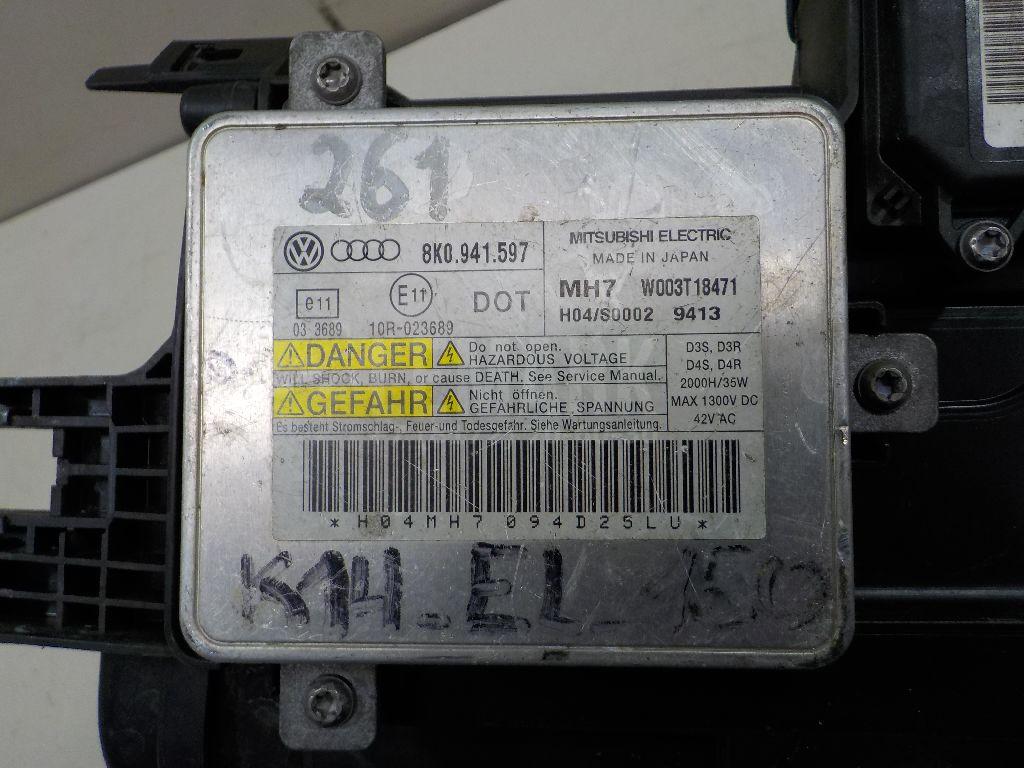 261
8K0.941.597
MITSUBISHI ELECTRIC
MADE IN JAPAN
e11
E11
DOT
03 3689
10R-023689
MH7 W003T18471
H04/S0002 9413
DANGER
Do not open.
HAZARDOUS VOLTAGE
WILL SHOCK, BURN, or cause DEATH. See Service Manual.
GEFAHR
Nicht öffnen.
GEFÄHRLICHE SPANNUNG
Es besteht Stromschlag-, Feuer-und Todesgefahr. Siehe Wartungsanleitung.
D3S, D3R
D4S, D4R
2000H/35W
MAX 1300V DC
42V AC
*H04MH7094D25LU*
K14-EL-150